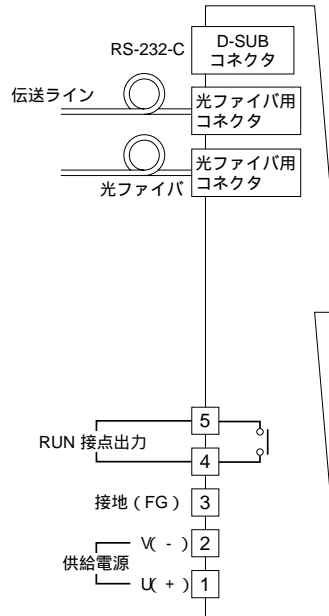 RS-232-C
D-SUB
コネクタ
伝送ライン
光ファイバ用
コネクタ
光ファイバ用
コネクタ
光ファイバ
5
RUN 接点出力
4
接地（FG）
3
V( - )
2
供給電源
U( + )
1